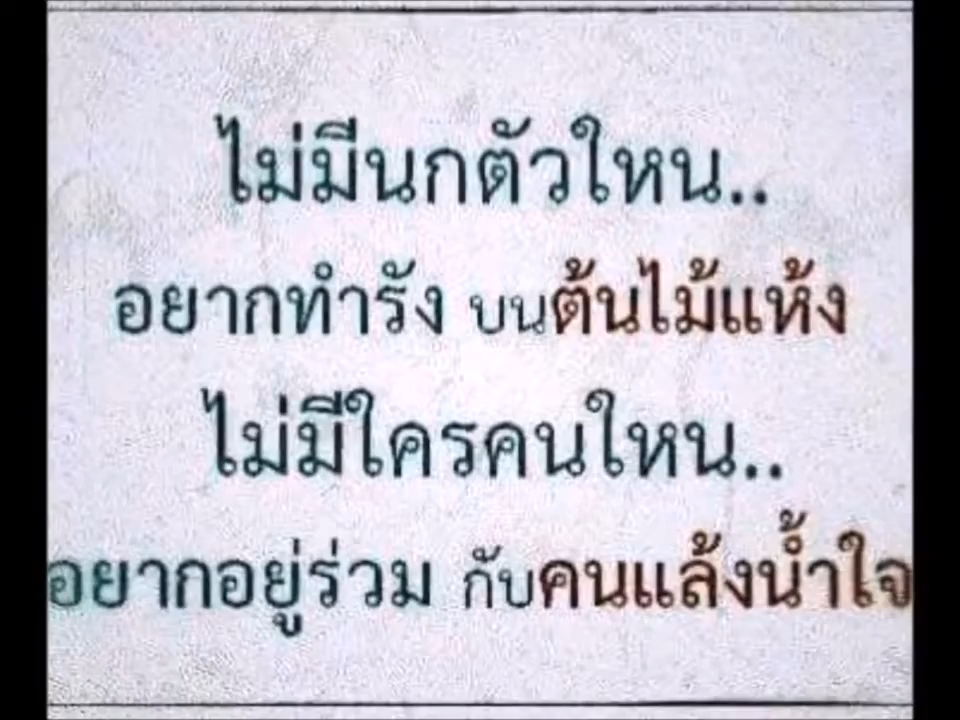 ไม่มีนกตัวใหน..
อยากทำรัง บนต้นไม้แห้ง
ไม่มีใครคนใหน..
อยากอยู่ร่วม กับคนแล้งน้ำใจ